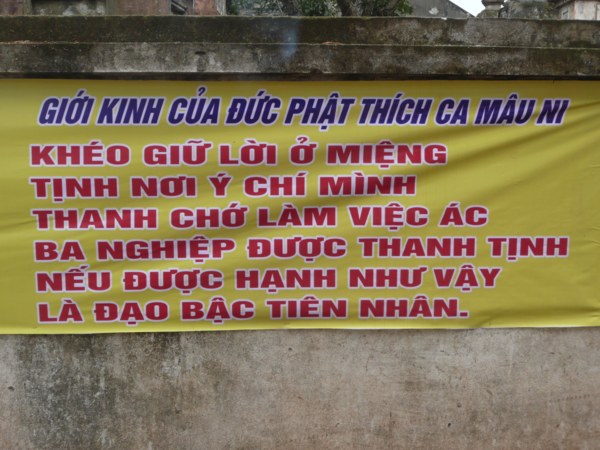 GIỚI KINH CỦA ĐỨC PHẬT THÍCH CA MÂU NI
KHÉO GIỮ LỜI Ở MIỆNG
TỊNH NƠI Ý CHÍ MÌNH
THANH CHỚ LÀM VIỆC ÁC
BA NGHIỆP ĐƯỢC THANH TỊNH
NẾU ĐƯỢC HẠNH NHƯ VẬY
LÀ ĐẠO BẬC TIÊN NHÂN.